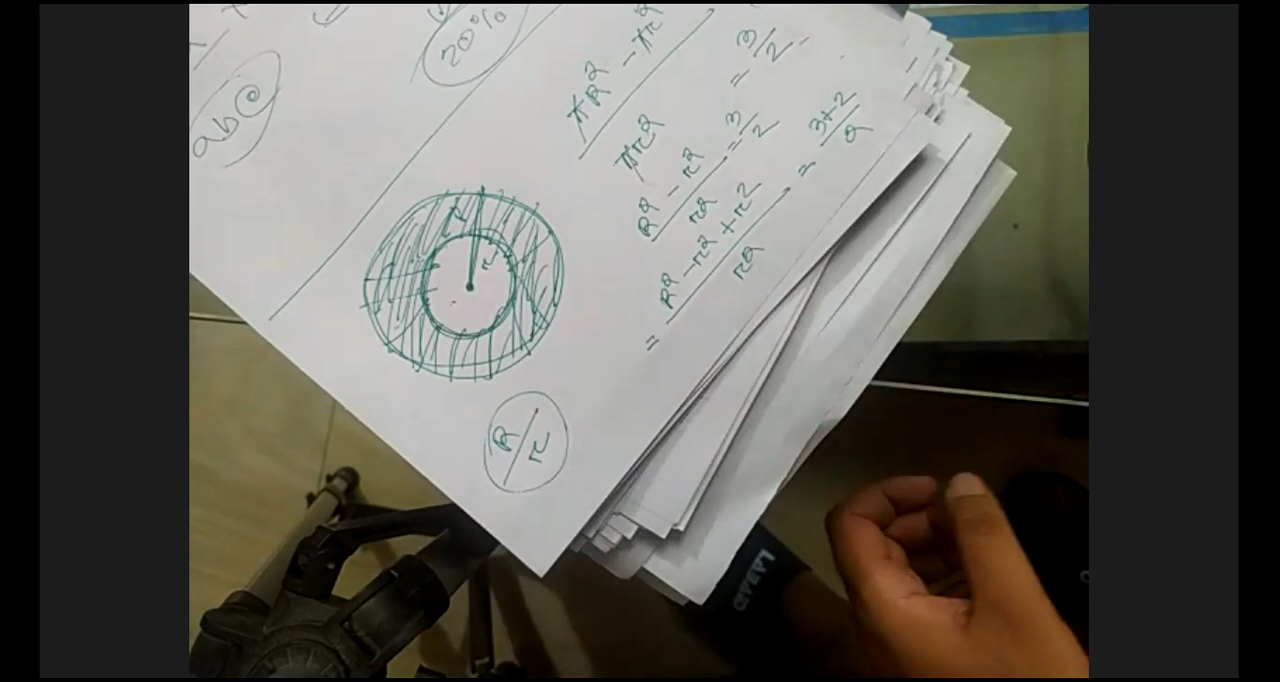 abc
20%
πR² - πr²
πr²
= 3/2
R² - r²
r²
= 3/2
= R² - r² + r²
r²
= 3+2
2
R
r
R/r